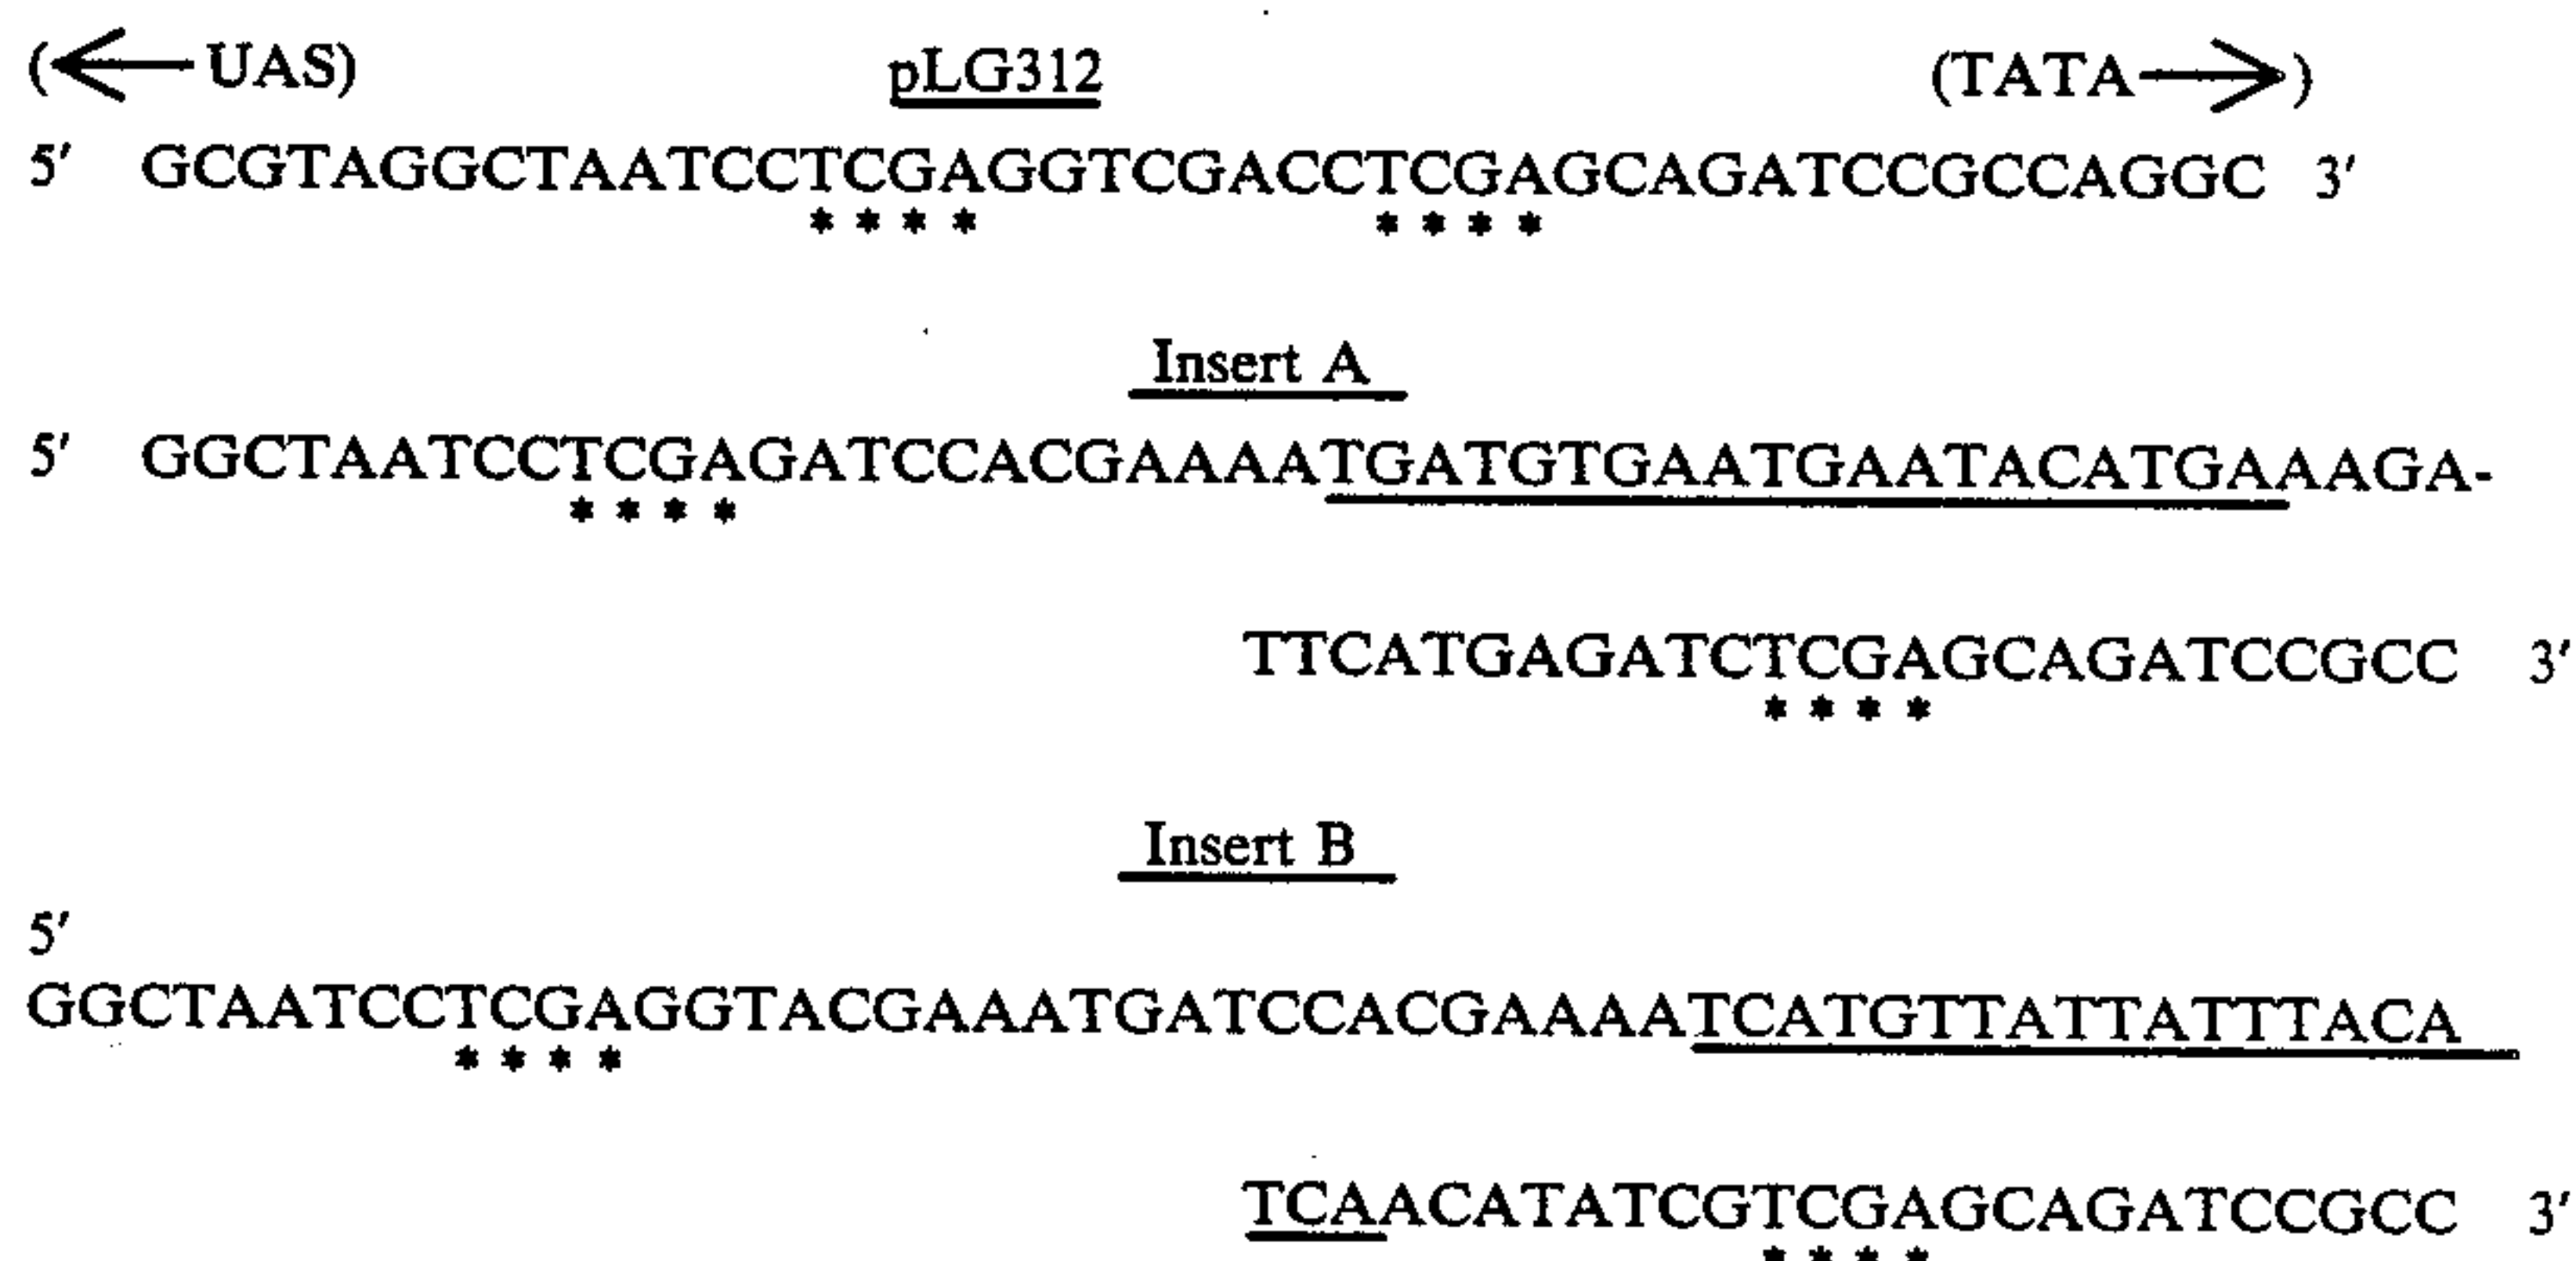 (← UAS) pLG312 (TATA→)
5′ GCGTAGGCTAATCCTCGAGGTCGACCTCGAGCAGATCCGCCAGGC 3′
* * * * * * * *
Insert A
5′ GGCTAATCCTCGAGATCCACGAAAATGATGTGAATGAATACATGAAAGA-
* * * *
TTCATGAGATCTCGAGCAGATCCGCC 3′
* * * *
Insert B
5′
GGCTAATCCTCGAGGTACGAAATGATCCACGAAAATCATGTTATTATTTACA
* * * *
TCAACATATCGTCGAGCAGATCCGCC 3′
* * * *